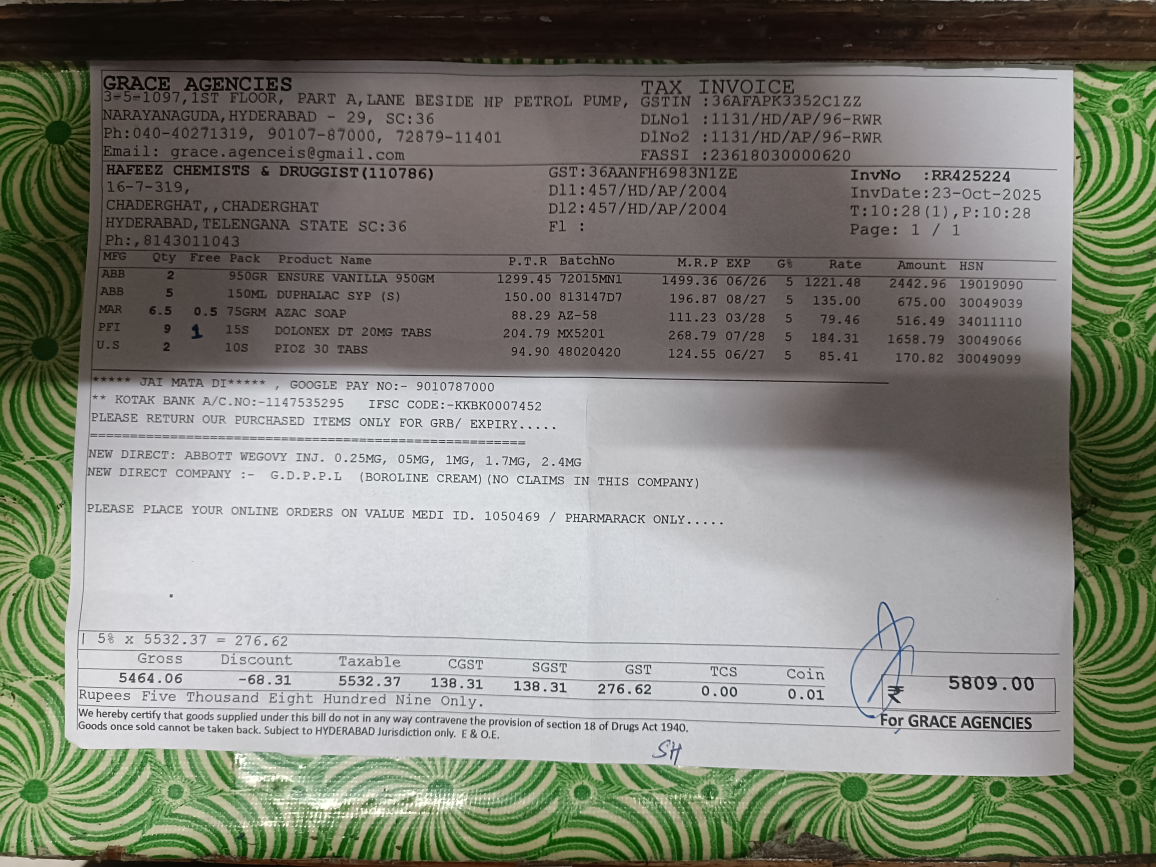 GRACE AGENCIES
3-5-1097,1ST FLOOR, PART A,LANE BESIDE HP PETROL PUMP,
NARAYANAGUDA,HYDERABAD - 29, SC:36
Ph:040-40271319, 90107-87000, 72879-11401
Email: grace.agenceis@gmail.com
TAX INVOICE
GSTIN :36AFAPK3352C1ZZ
DLNo1 :1131/HD/AP/96-RWR
DlNo2 :1131/HD/AP/96-RWR
FASSI :23618030000620
HAFEEZ CHEMISTS & DRUGGIST(110786)
16-7-319,
CHADERGHAT,,CHADERGHAT
HYDERABAD,TELENGANA STATE SC:36
Ph:,8143011043
GST:36AANFH6983N1ZE
Dl1:457/HD/AP/2004
Dl2:457/HD/AP/2004
Fl :
InvNo :RR425224
InvDate:23-Oct-2025
T:10:28(1),P:10:28
Page: 1 / 1
MFG Qty Free Pack Product Name P.T.R BatchNo M.R.P EXP G% Rate Amount HSN
ABB 2 950GR ENSURE VANILLA 950GM 1299.45 72015MN1 1499.36 06/26 5 1221.48 2442.96 19019090
ABB 5 150ML DUPHALAC SYP (S) 150.00 813147D7 196.87 08/27 5 135.00 675.00 30049039
MAR 6.5 0.5 75GRM AZAC SOAP 88.29 AZ-58 111.23 03/28 5 79.46 516.49 34011110
PFI 9 1 15S DOLONEX DT 20MG TABS 204.79 MX5201 268.79 07/28 5 184.31 1658.79 30049066
U.S 2 10S PIOZ 30 TABS 94.90 48020420 124.55 06/27 5 85.41 170.82 30049099
***** JAI MATA DI***** , GOOGLE PAY NO:- 9010787000
** KOTAK BANK A/C.NO:-1147535295 IFSC CODE:-KKBK0007452
PLEASE RETURN OUR PURCHASED ITEMS ONLY FOR GRB/ EXPIRY.....
======================================================
NEW DIRECT: ABBOTT WEGOVY INJ. 0.25MG, 05MG, 1MG, 1.7MG, 2.4MG
NEW DIRECT COMPANY :- G.D.P.P.L (BOROLINE CREAM)(NO CLAIMS IN THIS COMPANY)
PLEASE PLACE YOUR ONLINE ORDERS ON VALUE MEDI ID. 1050469 / PHARMARACK ONLY.....
| 5% x 5532.37 = 276.62
Gross Discount Taxable CGST SGST GST TCS Coin
5464.06 -68.31 5532.37 138.31 138.31 276.62 0.00 0.01
₹ 5809.00
Rupees Five Thousand Eight Hundred Nine Only.
We hereby certify that goods supplied under this bill do not in any way contravene the provision of section 18 of Drugs Act 1940.
Goods once sold cannot be taken back. Subject to HYDERABAD Jurisdiction only. E & O.E.
For GRACE AGENCIES
SH